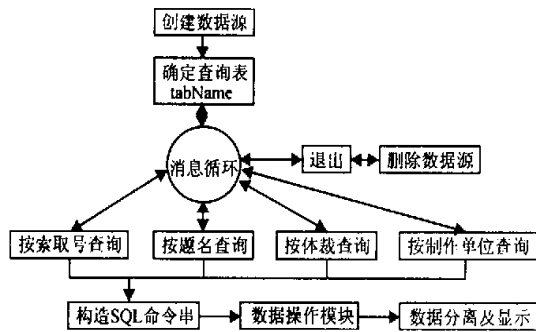 创建数据源
确定查询表
tabName
消息循环
退出
删除数据源
按索取号查询
按题名查询
按体裁查询
按制作单位查询
构造SQL命令串
数据操作模块
数据分离及显示